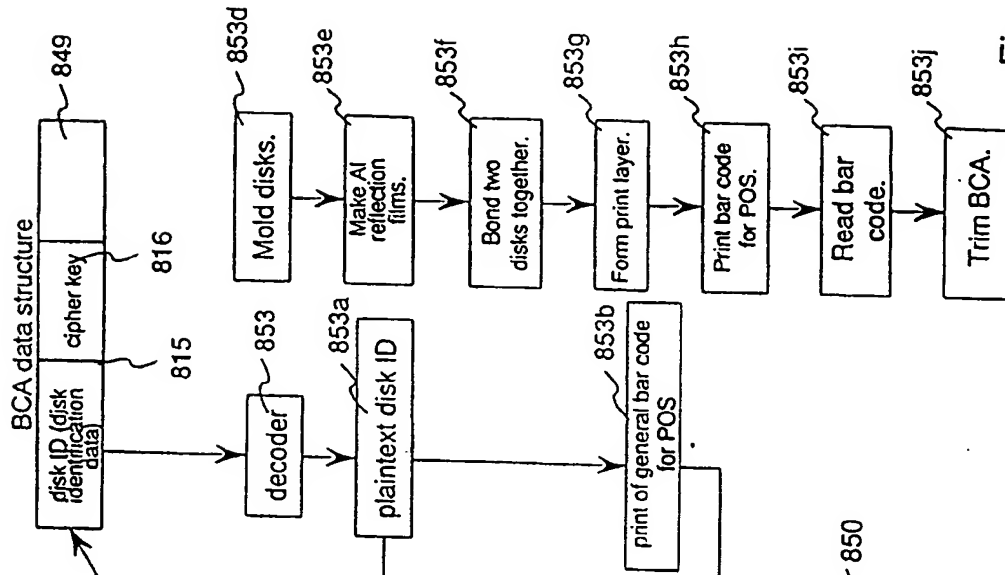 BCA data structure
849
disk ID (disk
identification
data)
cipher key
815
816
decoder
853
plaintext disk ID
853a
print of general bar code
for POS
853b
850
Mold disks.
853d
Make Al
reflection
films.
853e
Bond two
disks together.
853f
Form print layer.
853g
Print bar code
for POS.
853h
Read bar
code.
853i
Trim BCA.
853j